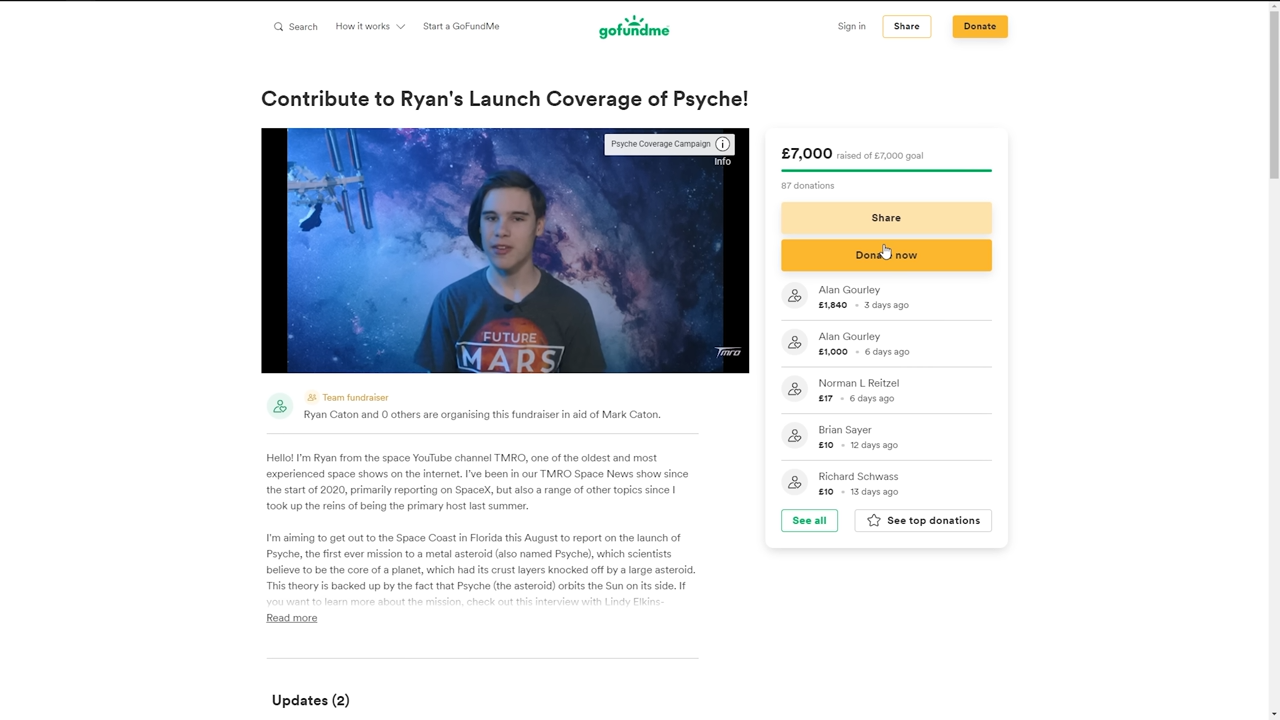 Search
How it works
Start a GoFundMe
gofundme
Sign in
Share
Donate
Contribute to Ryan's Launch Coverage of Psyche!
Psyche Coverage Campaign
Info
FUTURE
MARS
TMRO
Team fundraiser
Ryan Caton and 0 others are organising this fundraiser in aid of Mark Caton.
Hello! I'm Ryan from the space YouTube channel TMRO, one of the oldest and most
experienced space shows on the internet. I've been in our TMRO Space News show since
the start of 2020, primarily reporting on SpaceX, but also a range of other topics since I
took up the reins of being the primary host last summer.
I'm aiming to get out to the Space Coast in Florida this August to report on the launch of
Psyche, the first ever mission to a metal asteroid (also named Psyche), which scientists
believe to be the core of a planet, which had its crust layers knocked off by a large asteroid.
This theory is backed up by the fact that Psyche (the asteroid) orbits the Sun on its side. If
you want to learn more about the mission, check out this interview with Lindy Elkins-
Read more
Updates (2)
£7,000 raised of £7,000 goal
87 donations
Share
Donate now
Alan Gourley
£1,840 • 3 days ago
Alan Gourley
£1,000 • 6 days ago
Norman L Reitzel
£17 • 6 days ago
Brian Sayer
£10 • 12 days ago
Richard Schwass
£10 • 13 days ago
See all
See top donations